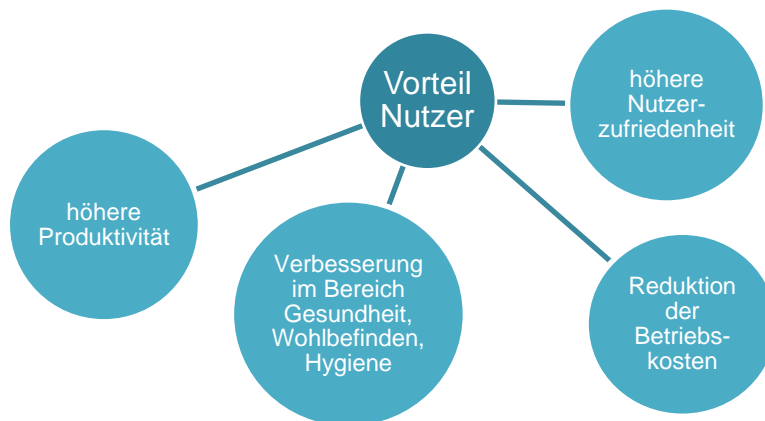 Vorteil
Nutzer
höhere
Nutzer-
zufriedenheit
höhere
Produktivität
Verbesserung
im Bereich
Gesundheit,
Wohlbefinden,
Hygiene
Reduktion
der
Betriebs-
kosten